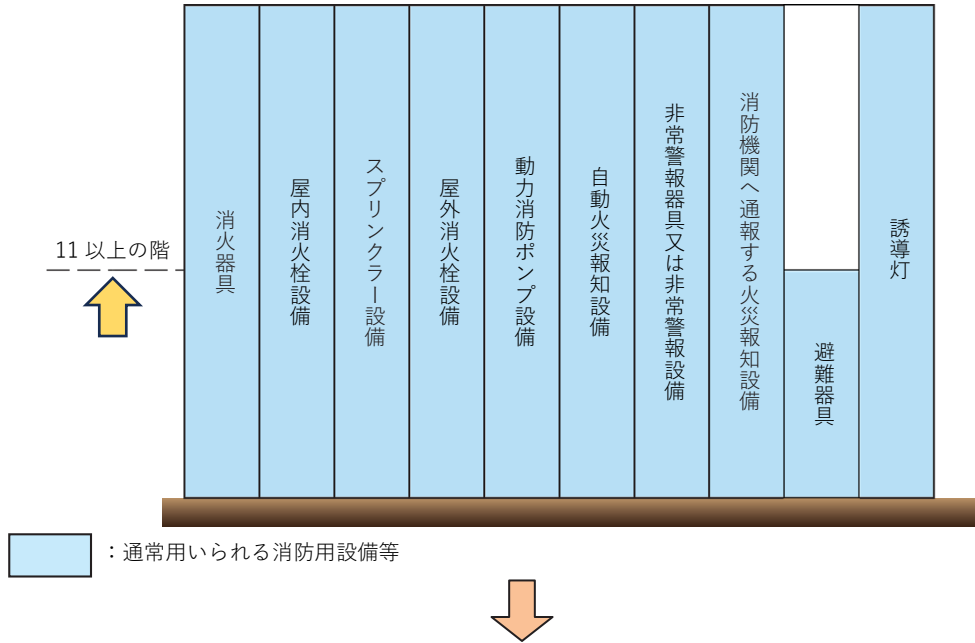 11 以上の階
消火器具
屋内消火栓設備
スプリンクラー設備
屋外消火栓設備
動力消防ポンプ設備
自動火災報知設備
非常警報器具又は非常警報設備
消防機関へ通報する火災報知設備
避難器具
誘導灯
：通常用いられる消防用設備等